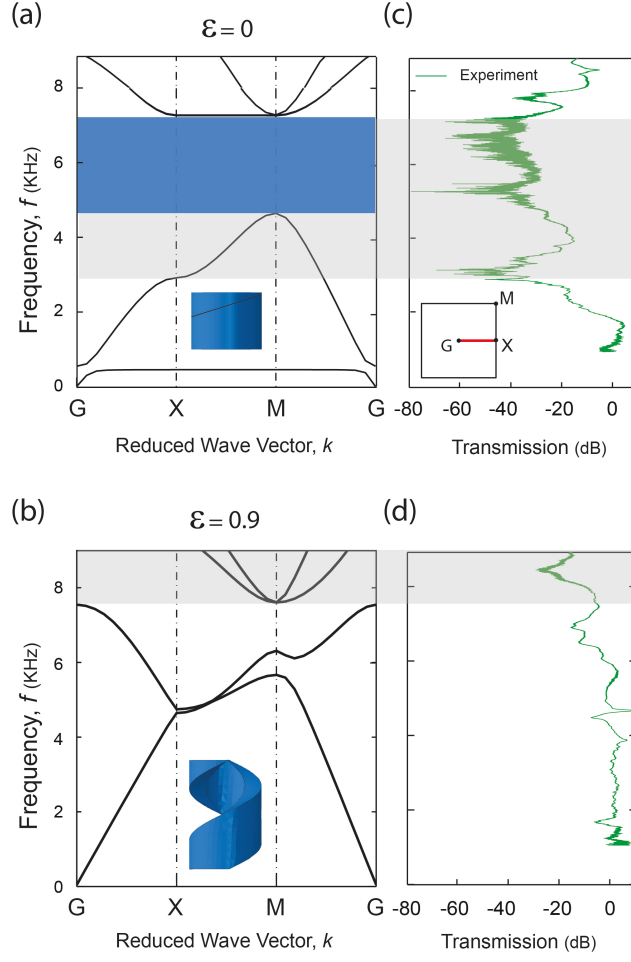 (a)
ε = 0
(c)
Experiment
8
6
4
2
0
Frequency, f (KHz)
G X M G
Reduced Wave Vector, k
M
G X
-80 -60 -40 -20 0
Transmission (dB)
(b)
ε = 0.9
(d)
8
6
4
2
0
Frequency, f (KHz)
G X M G
Reduced Wave Vector, k
-80 -60 -40 -20 0
Transmission (dB)